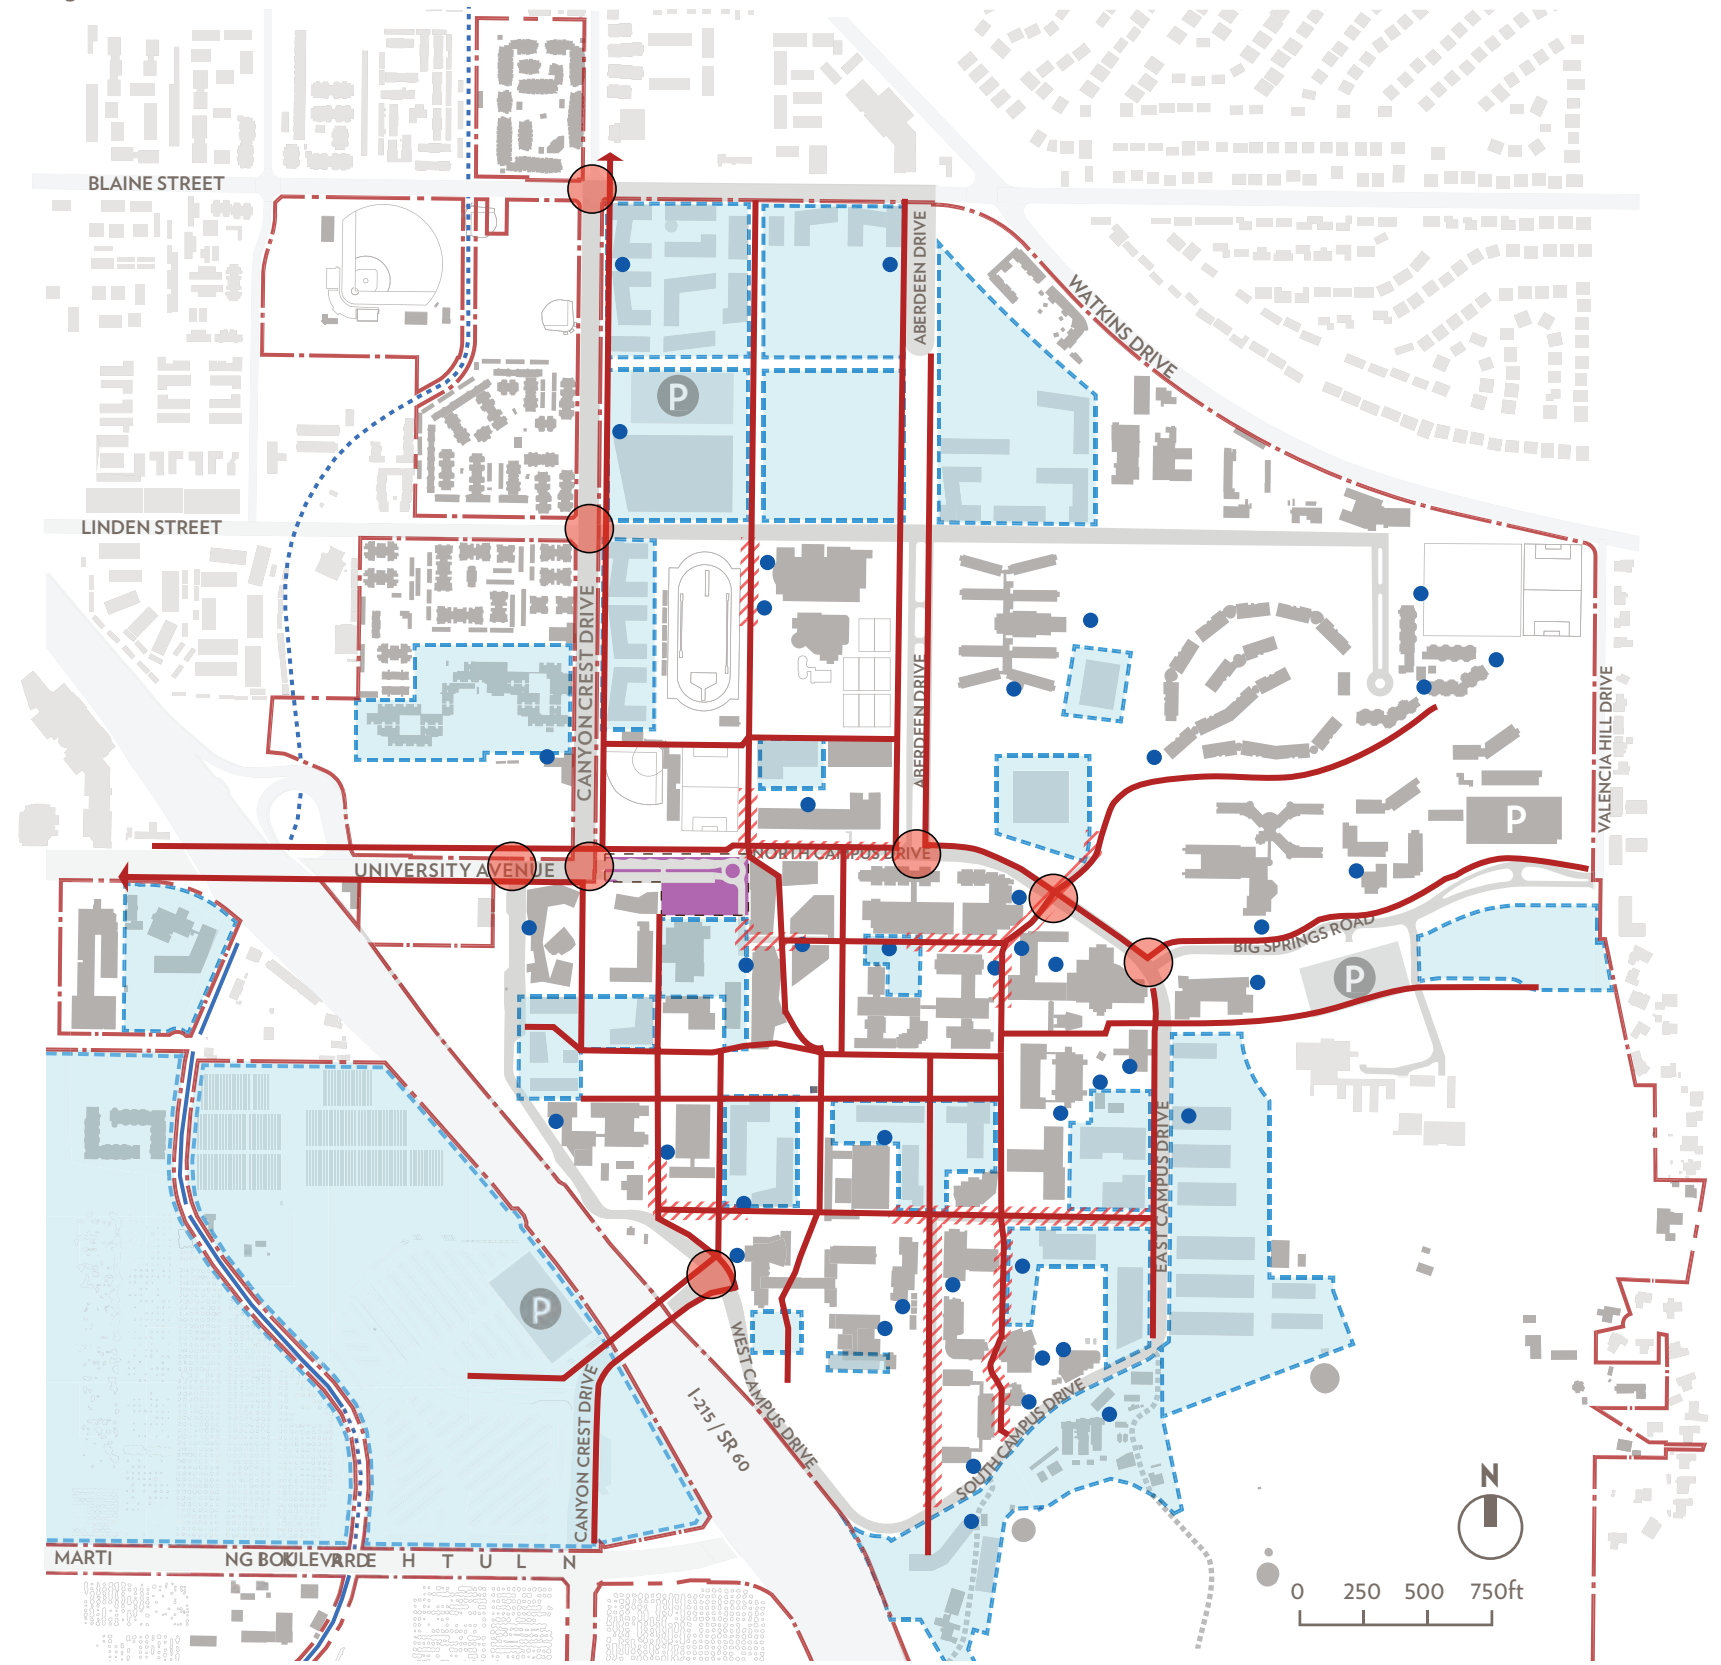 BLAINE STREET
ABERDEEN DRIVE
WATKINS DRIVE
P
LINDEN STREET
CANYON CREST DRIVE
ABERDEEN DRIVE
VALENCIA HILL DRIVE
P
NORTH CAMPUS DRIVE
UNIVERSITY AVENUE
BIG SPRINGS ROAD
P
EAST CAMPUS DRIVE
P
WEST CAMPUS DRIVE
I-215 / SR 60
CANYON CREST DRIVE
SOUTH CAMPUS DRIVE
N
MARTI
H T U L N
0 250 500 750ft